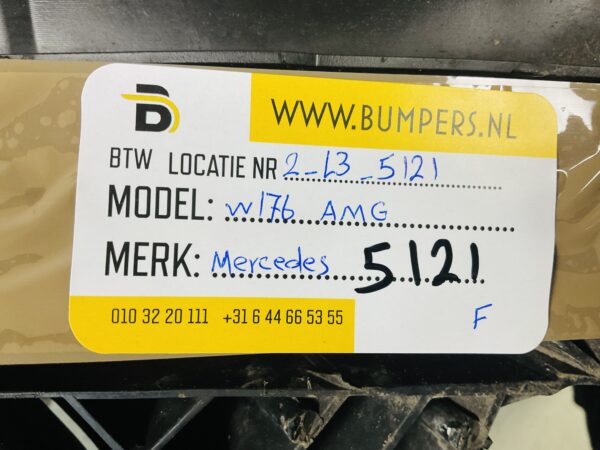 WWW.BUMPERS.NL
BTW LOCATIE NR 2-L3-5121
MODEL: W176 AMG
MERK: Mercedes 5121
010 32 20 111 +31 6 44 66 53 55
F